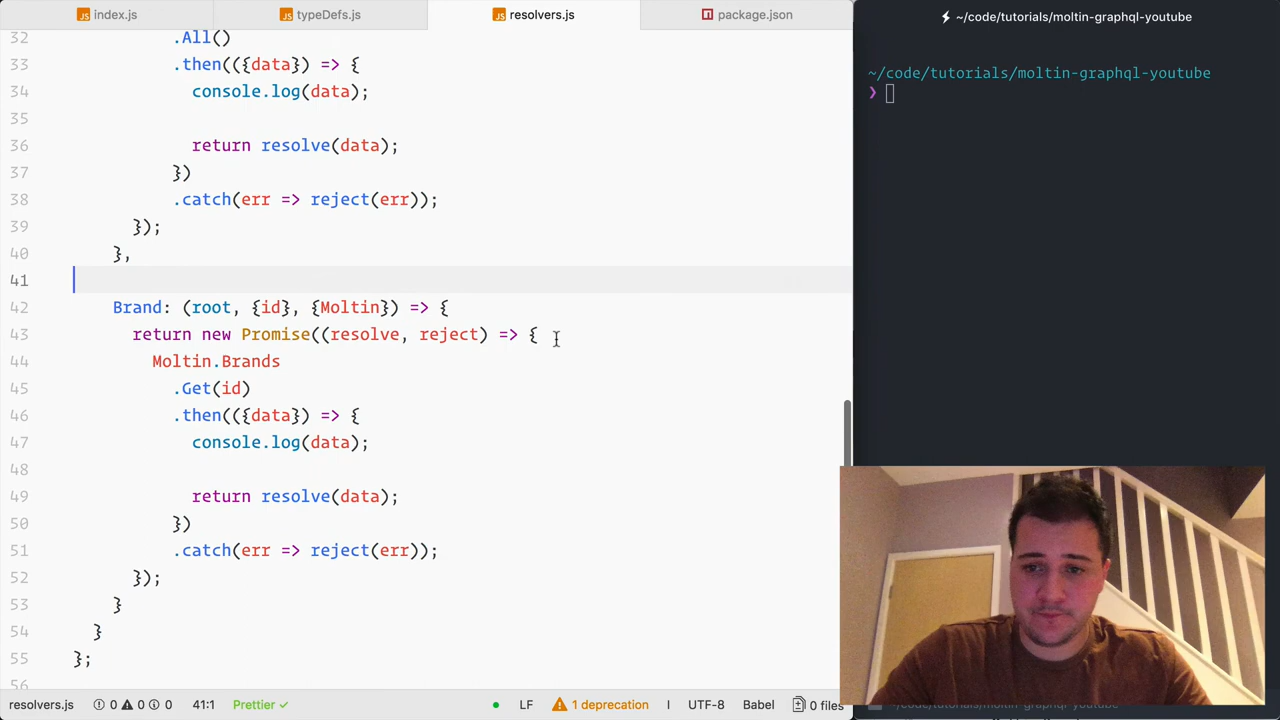 index.js
typeDefs.js
resolvers.js
package.json
~/code/tutorials/moltin-graphql-youtube
32 .All()
33 .then(({data}) => {
34 console.log(data);
35
36 return resolve(data);
37 })
38 .catch(err => reject(err));
39 });
40 },
41
42 Brand: (root, {id}, {Moltin}) => {
43 return new Promise((resolve, reject) => {
44 Moltin.Brands
45 .Get(id)
46 .then(({data}) => {
47 console.log(data);
48
49 return resolve(data);
50 })
51 .catch(err => reject(err));
52 });
53 }
54 }
55 };
56
~/code/tutorials/moltin-graphql-youtube
❯
resolvers.js 0 0 0 41:1 Prettier ✓ LF 1 deprecation UTF-8 Babel 0 files
~/code/tutorials/moltin-graphql-youtube